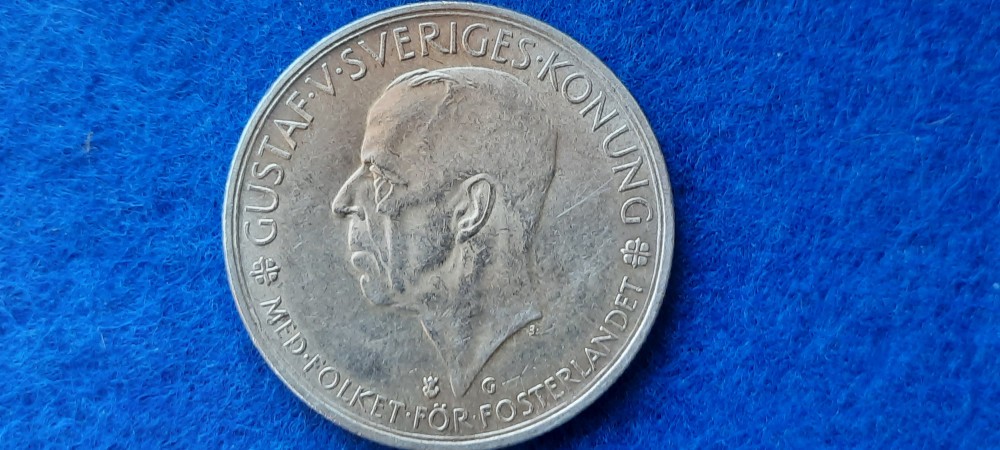 GUSTAF·V·SVERIGES·KONUNG
MED·FOLKET·FÖR·FOSTERLANDET
G